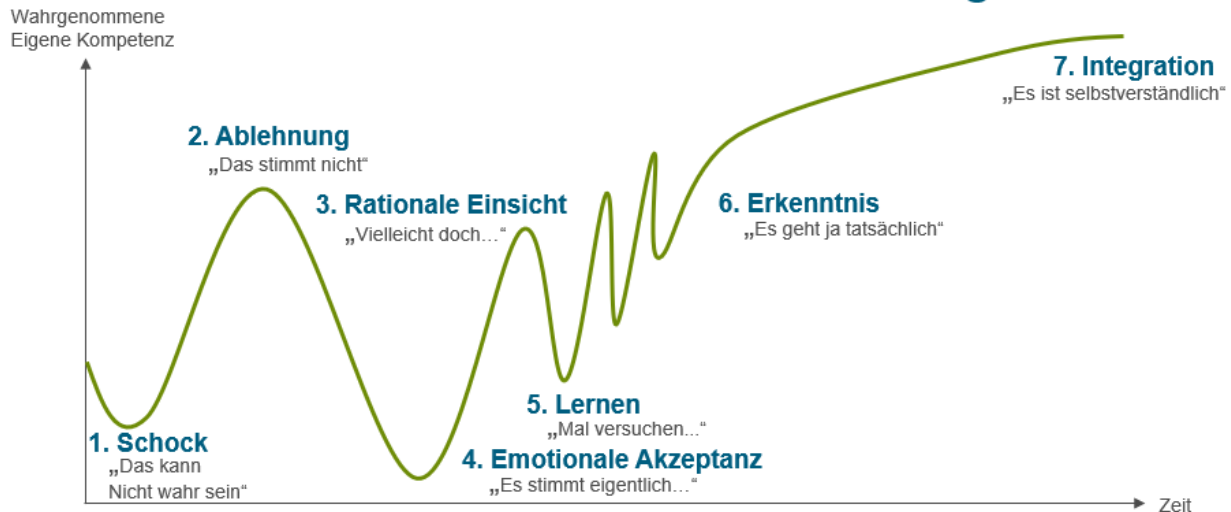 Wahrgenommene
Eigene Kompetenz
7. Integration
„Es ist selbstverständlich“
2. Ablehnung
„Das stimmt nicht“
3. Rationale Einsicht
„Vielleicht doch…“
6. Erkenntnis
„Es geht ja tatsächlich“
5. Lernen
„Mal versuchen...“
1. Schock
„Das kann
Nicht wahr sein“
4. Emotionale Akzeptanz
„Es stimmt eigentlich…“
Zeit